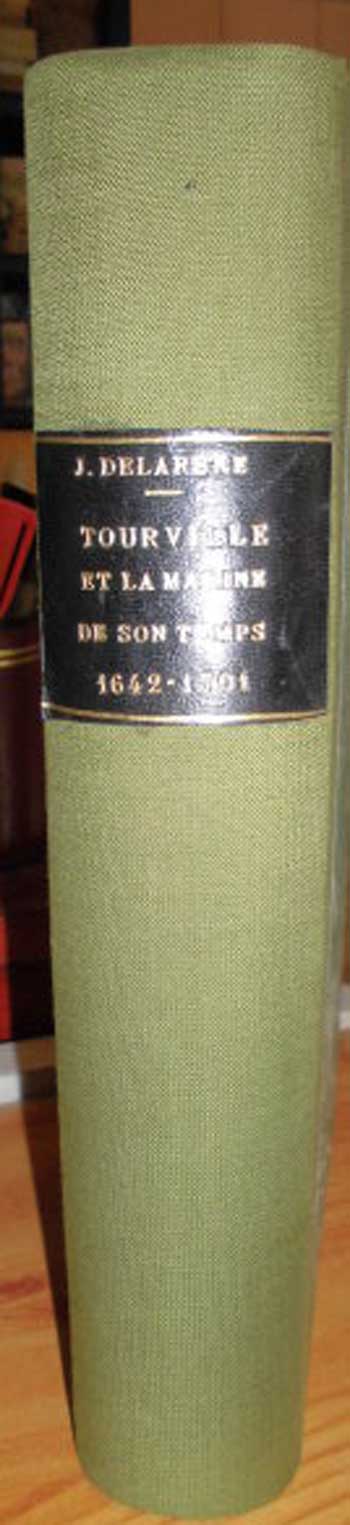 J. DELARBRE
TOURVILLE
ET LA MARINE
DE SON TEMPS
1642-1701